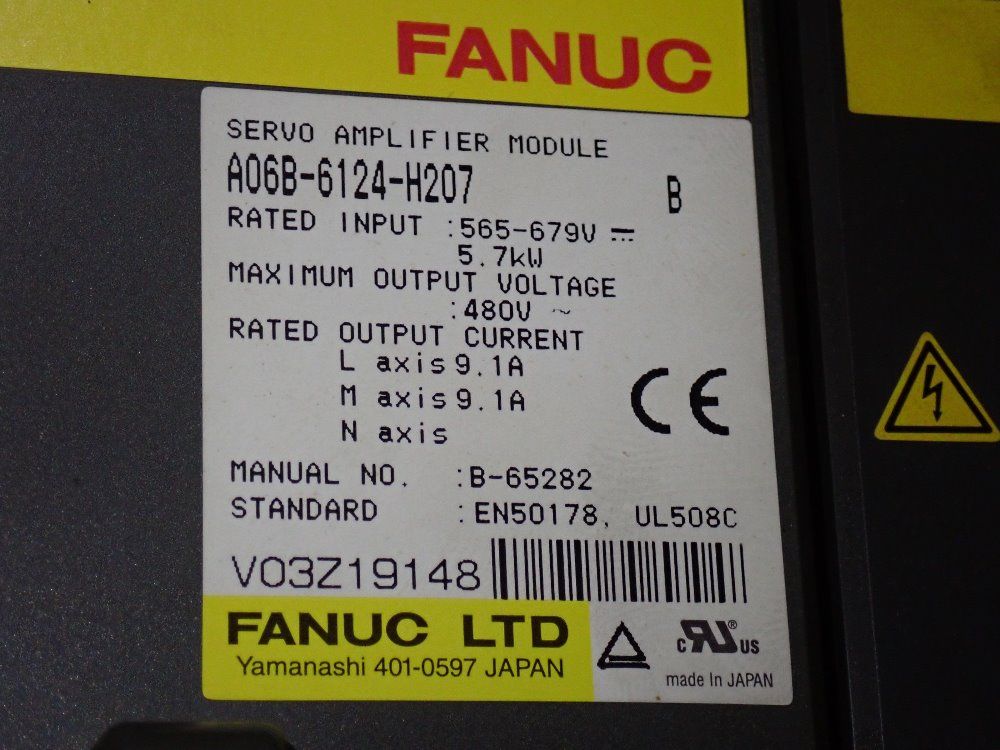 FANUC
SERVO AMPLIFIER MODULE
A06B-6124-H207 B
RATED INPUT :565-679V ⎓
5.7kW
MAXIMUM OUTPUT VOLTAGE
:480V ~
RATED OUTPUT CURRENT
L axis 9.1A
M axis 9.1A
N axis
CE
MANUAL NO. :B-65282
STANDARD :EN50178, UL508C
V03Z19148
FANUC LTD
Yamanashi 401-0597 JAPAN
c RU ® US
made In JAPAN